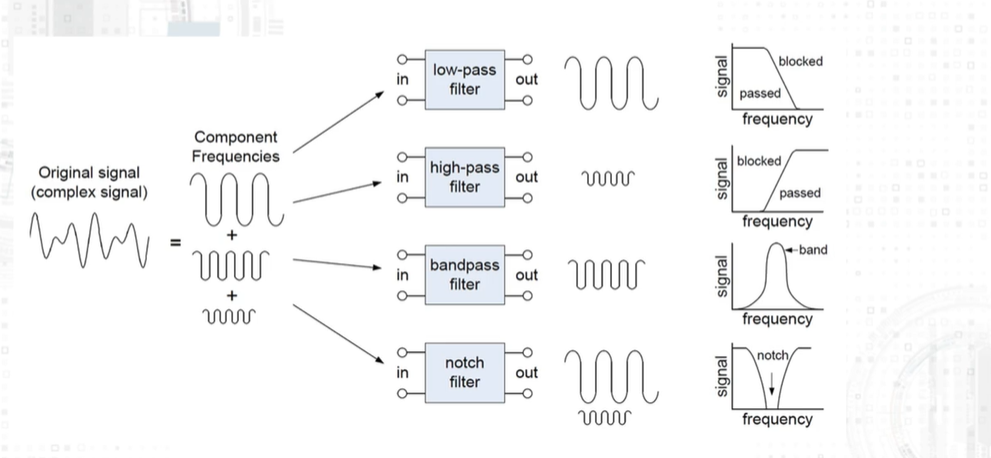 Original signal
(complex signal)
=
Component
Frequencies
+
+
in
low-pass
filter
out
signal
blocked
passed
frequency
in
high-pass
filter
out
signal
blocked
passed
frequency
in
bandpass
filter
out
signal
band
frequency
in
notch
filter
out
signal
notch
frequency